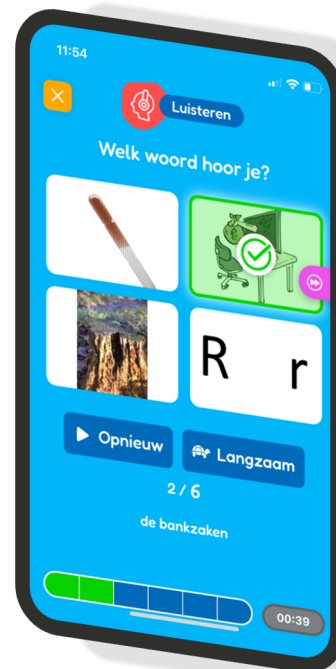 11:54
Luisteren
Welk woord hoor je?
R r
Opnieuw
Langzaam
2 / 6
de bankzaken
00:39